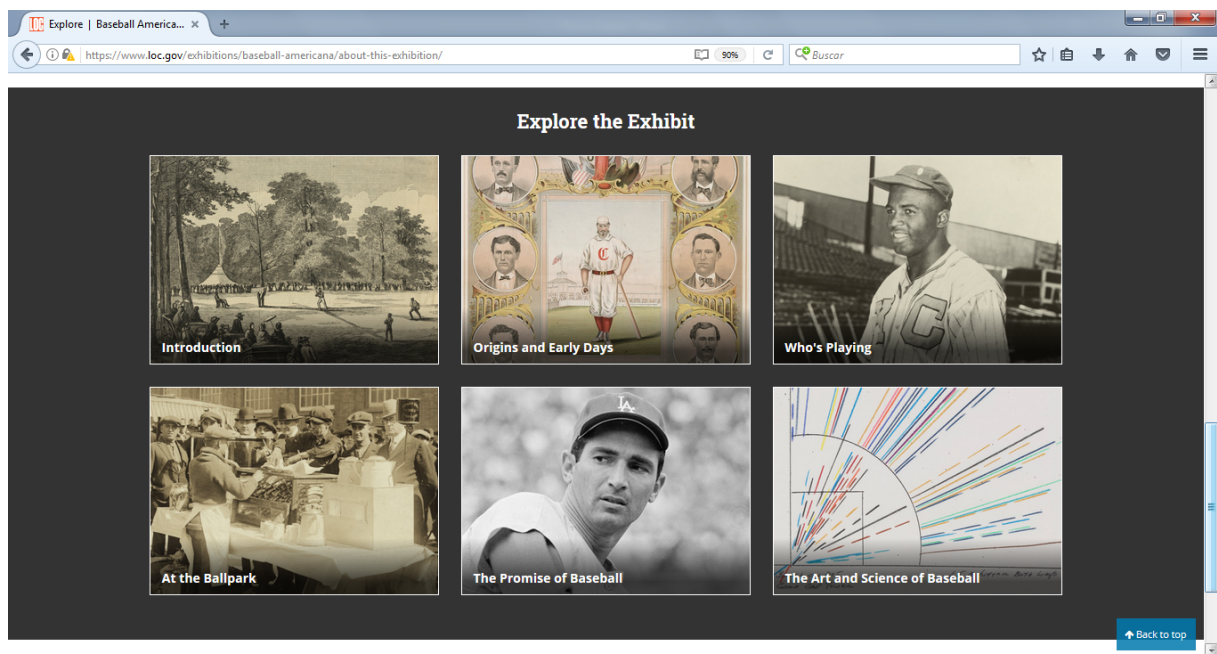 LOC Explore | Baseball America...
https://www.loc.gov/exhibitions/baseball-americana/about-this-exhibition/
90%
Buscar
Explore the Exhibit
C
C
Introduction
Origins and Early Days
Who's Playing
LA
At the Ballpark
The Promise of Baseball
The Art and Science of Baseball
Back to top